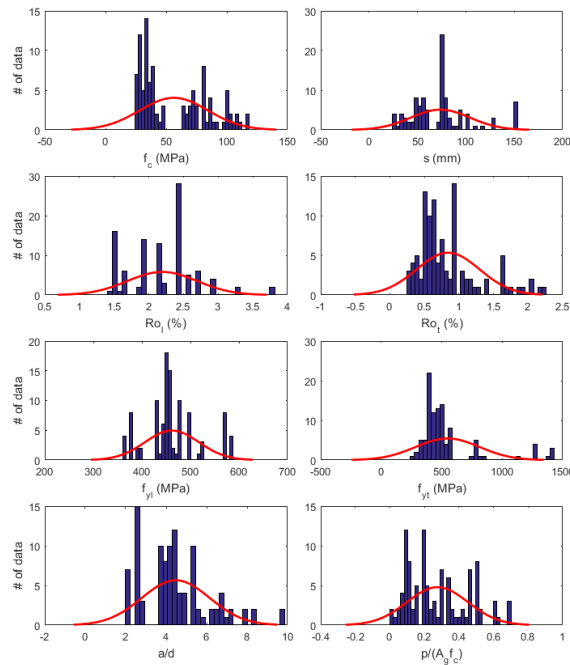 15
10
5
0
# of data
-50 0 50 100 150
f_c (MPa)
30
20
10
0
-50 0 50 100 150 200
s (mm)
30
20
10
0
# of data
0.5 1 1.5 2 2.5 3 3.5 4
Ro_l (%)
15
10
5
0
-1 -0.5 0 0.5 1 1.5 2 2.5
Ro_t (%)
20
15
10
5
0
# of data
200 300 400 500 600 700
f_yl (MPa)
30
20
10
0
-500 0 500 1000 1500
f_yt (MPa)
15
10
5
0
# of data
-2 0 2 4 6 8 10
a/d
15
10
5
0
-0.4 -0.2 0 0.2 0.4 0.6 0.8 1
p/(A_g f_c)